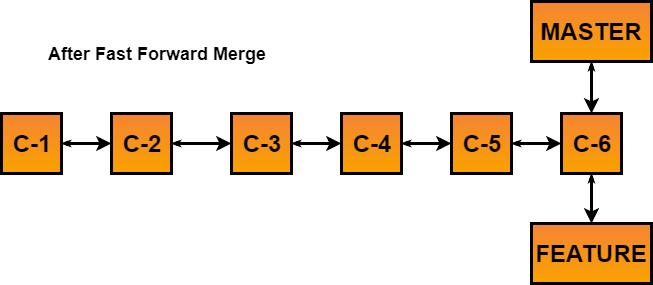 MASTER
After Fast Forward Merge
C-1 C-2 C-3 C-4 C-5 C-6
FEATURE